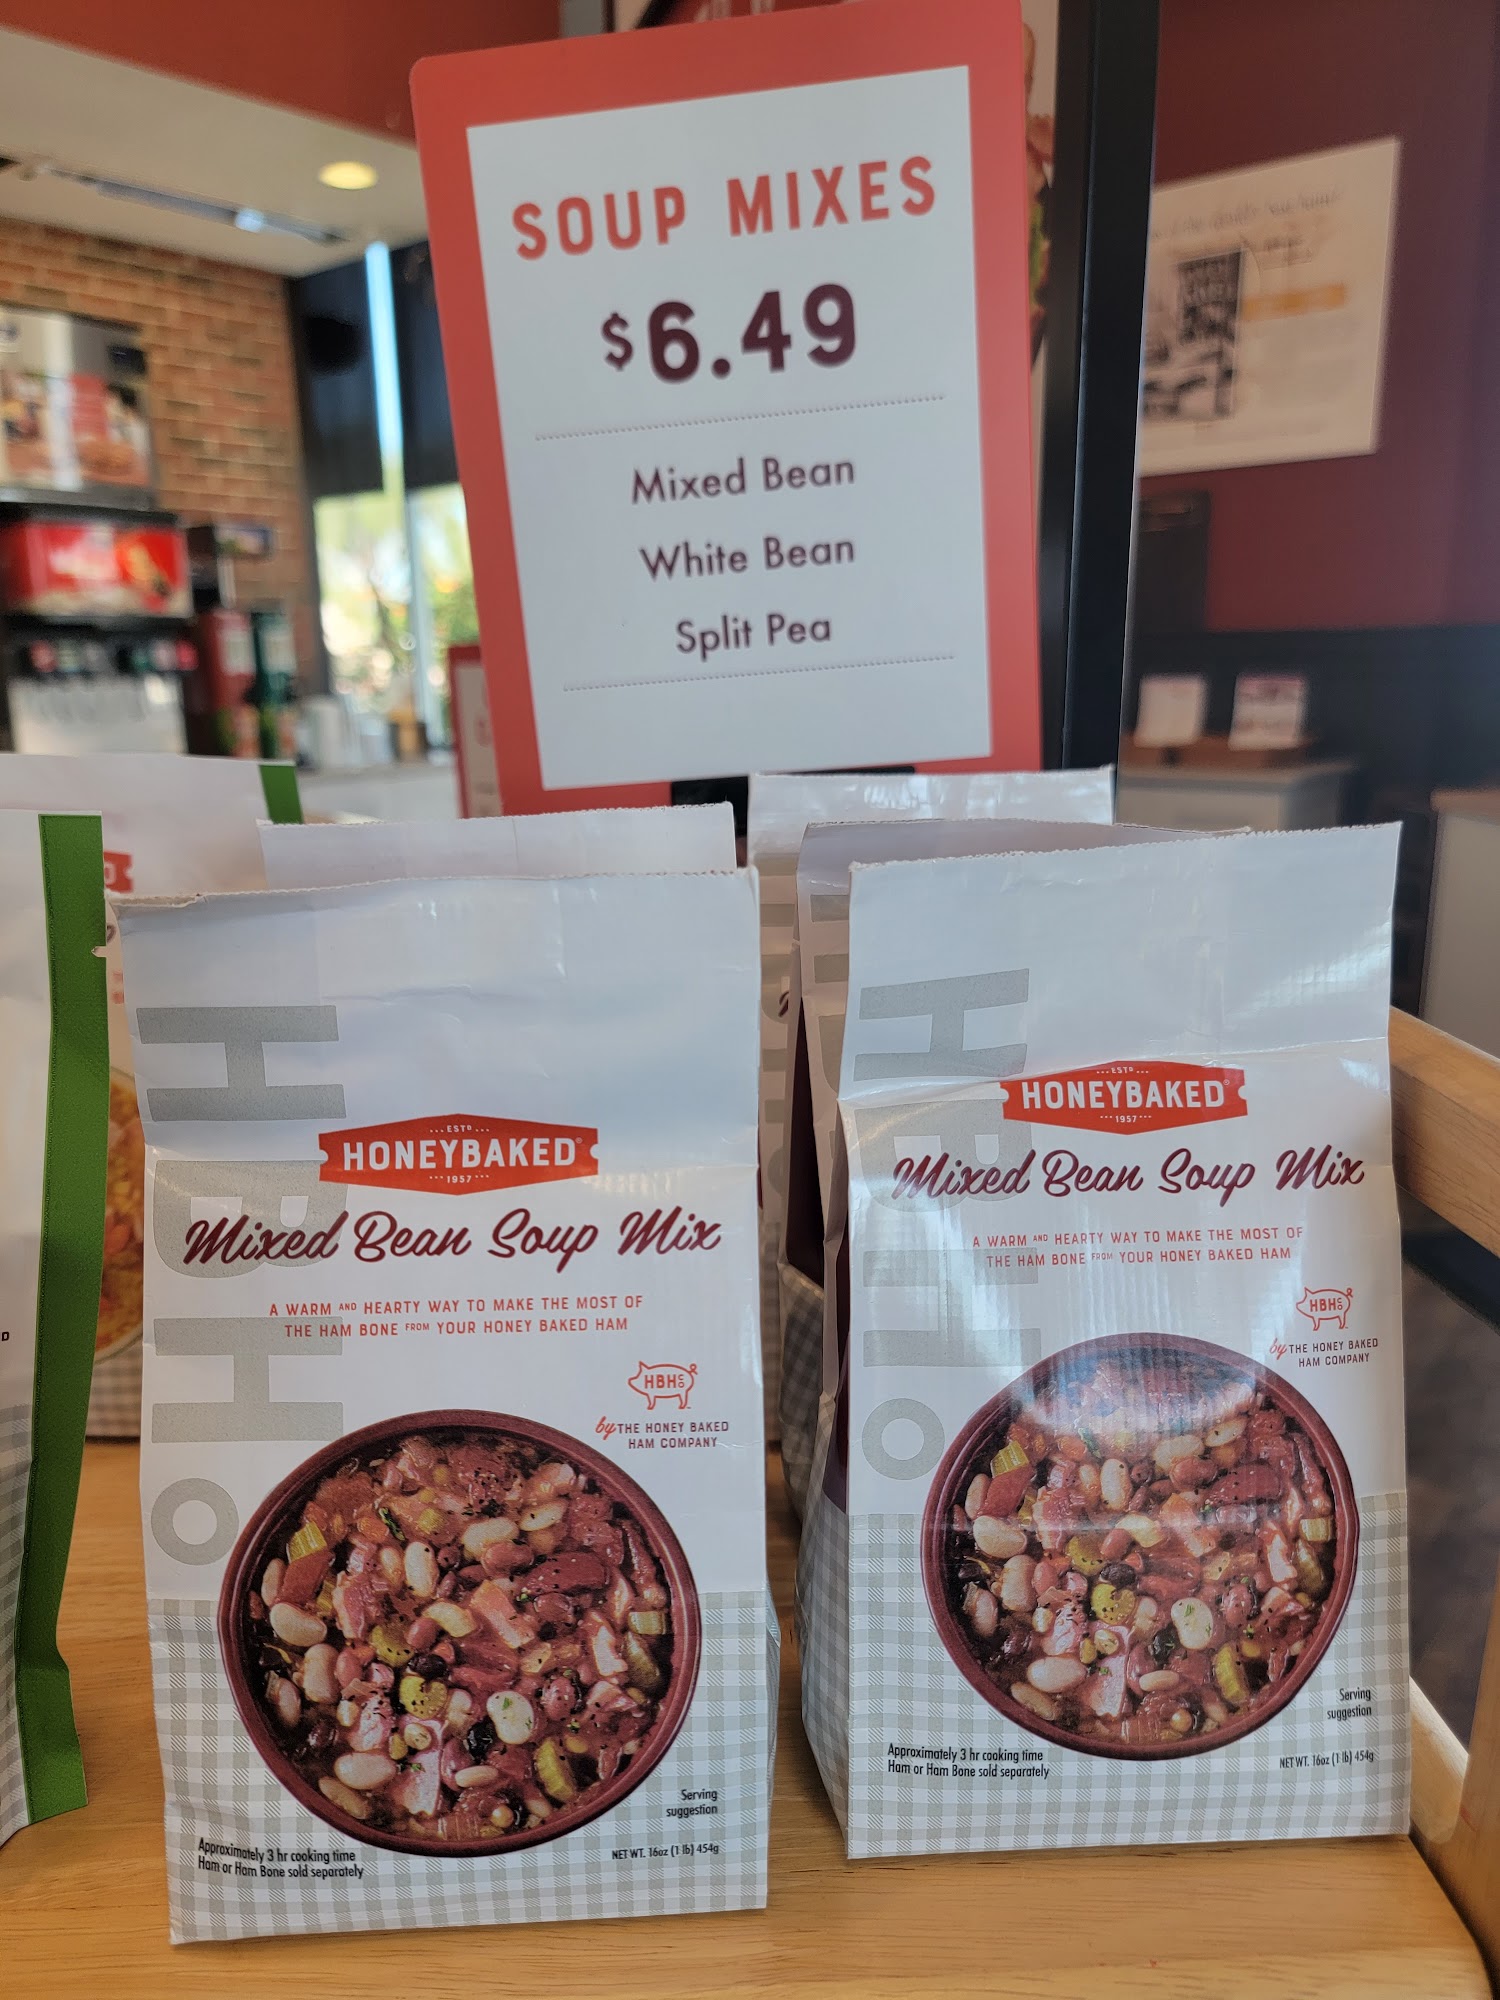 SOUP MIXES
$6.49
Mixed Bean
White Bean
Split Pea
HBHCO
ESTD
HONEYBAKED
1957
Mixed Bean Soup Mix
A WARM AND HEARTY WAY TO MAKE THE MOST OF
THE HAM BONE FROM YOUR HONEY BAKED HAM
HBHCO
by THE HONEY BAKED
HAM COMPANY
Serving
suggestion
Approximately 3 hr cooking time
Ham or Ham Bone sold separately
NET WT. 16oz (1 lb) 454g
ESTD
HONEYBAKED
1957
Mixed Bean Soup Mix
A WARM AND HEARTY WAY TO MAKE THE MOST OF
THE HAM BONE FROM YOUR HONEY BAKED HAM
HBHCO
by THE HONEY BAKED
HAM COMPANY
Serving
suggestion
Approximately 3 hr cooking time
Ham or Ham Bone sold separately
NET WT. 16oz (1 lb) 454g